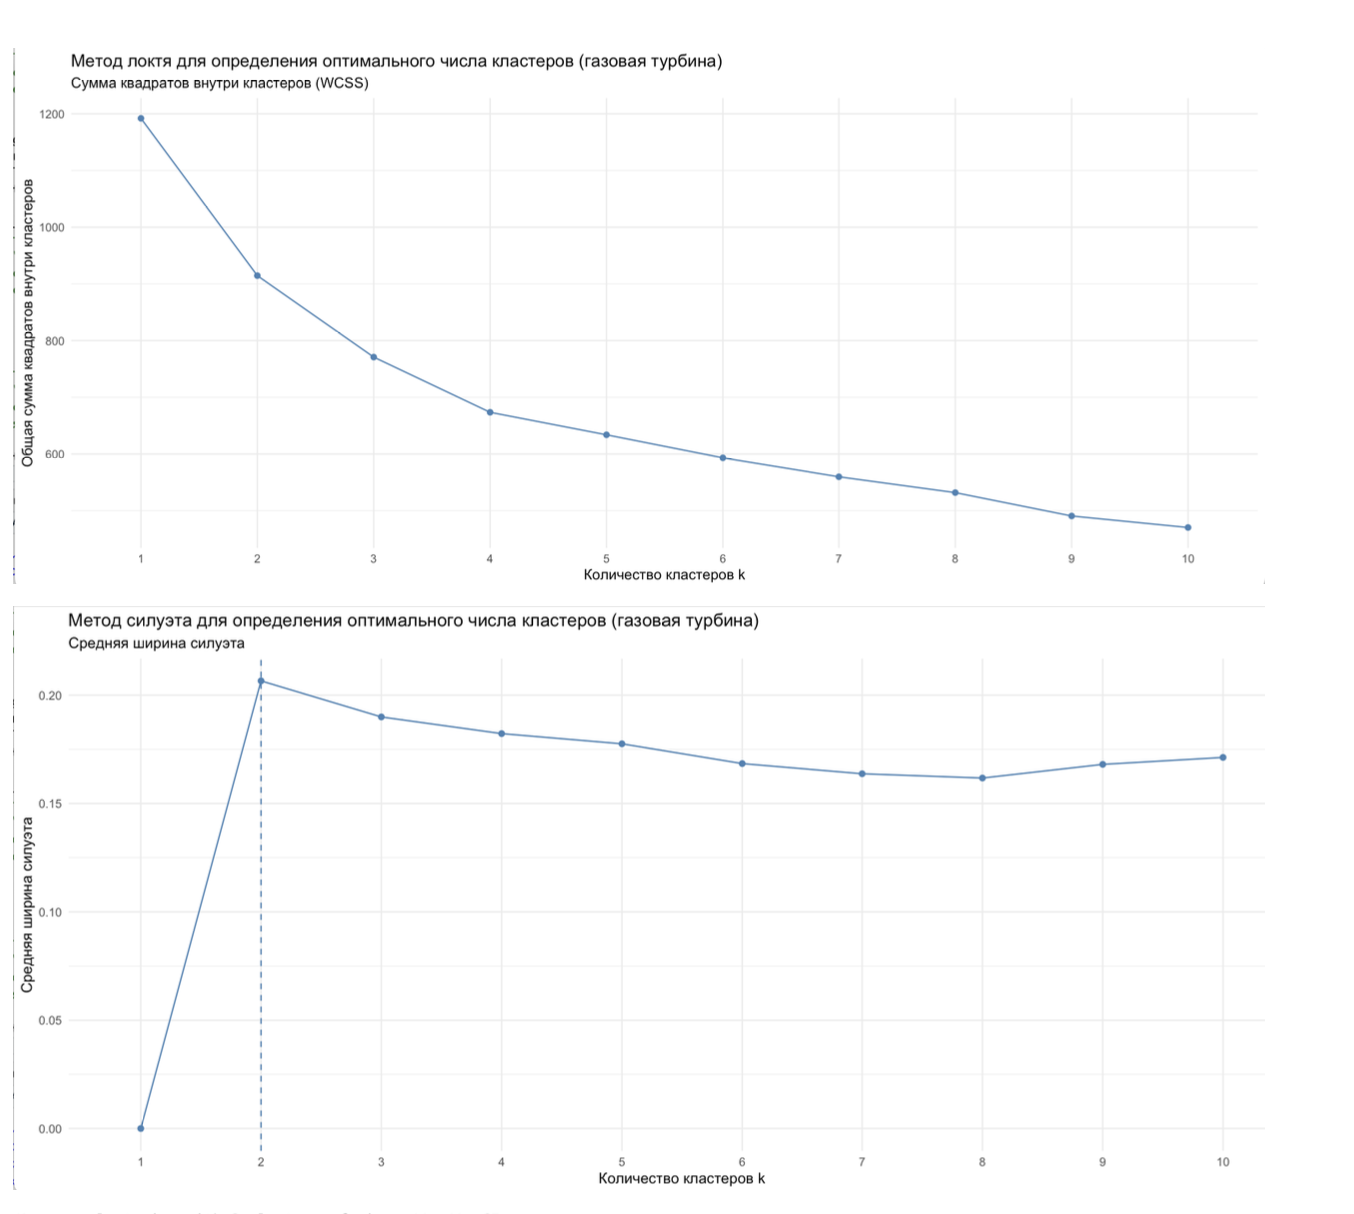 Метод локтя для определения оптимального числа кластеров (газовая турбина)
Сумма квадратов внутри кластеров (WCSS)
Общая сумма квадратов внутри кластеров
1200
1000
800
600
1 2 3 4 5 6 7 8 9 10
Количество кластеров k
Метод силуэта для определения оптимального числа кластеров (газовая турбина)
Средняя ширина силуэта
Средняя ширина силуэта
0.20
0.15
0.10
0.05
0.00
1 2 3 4 5 6 7 8 9 10
Количество кластеров k